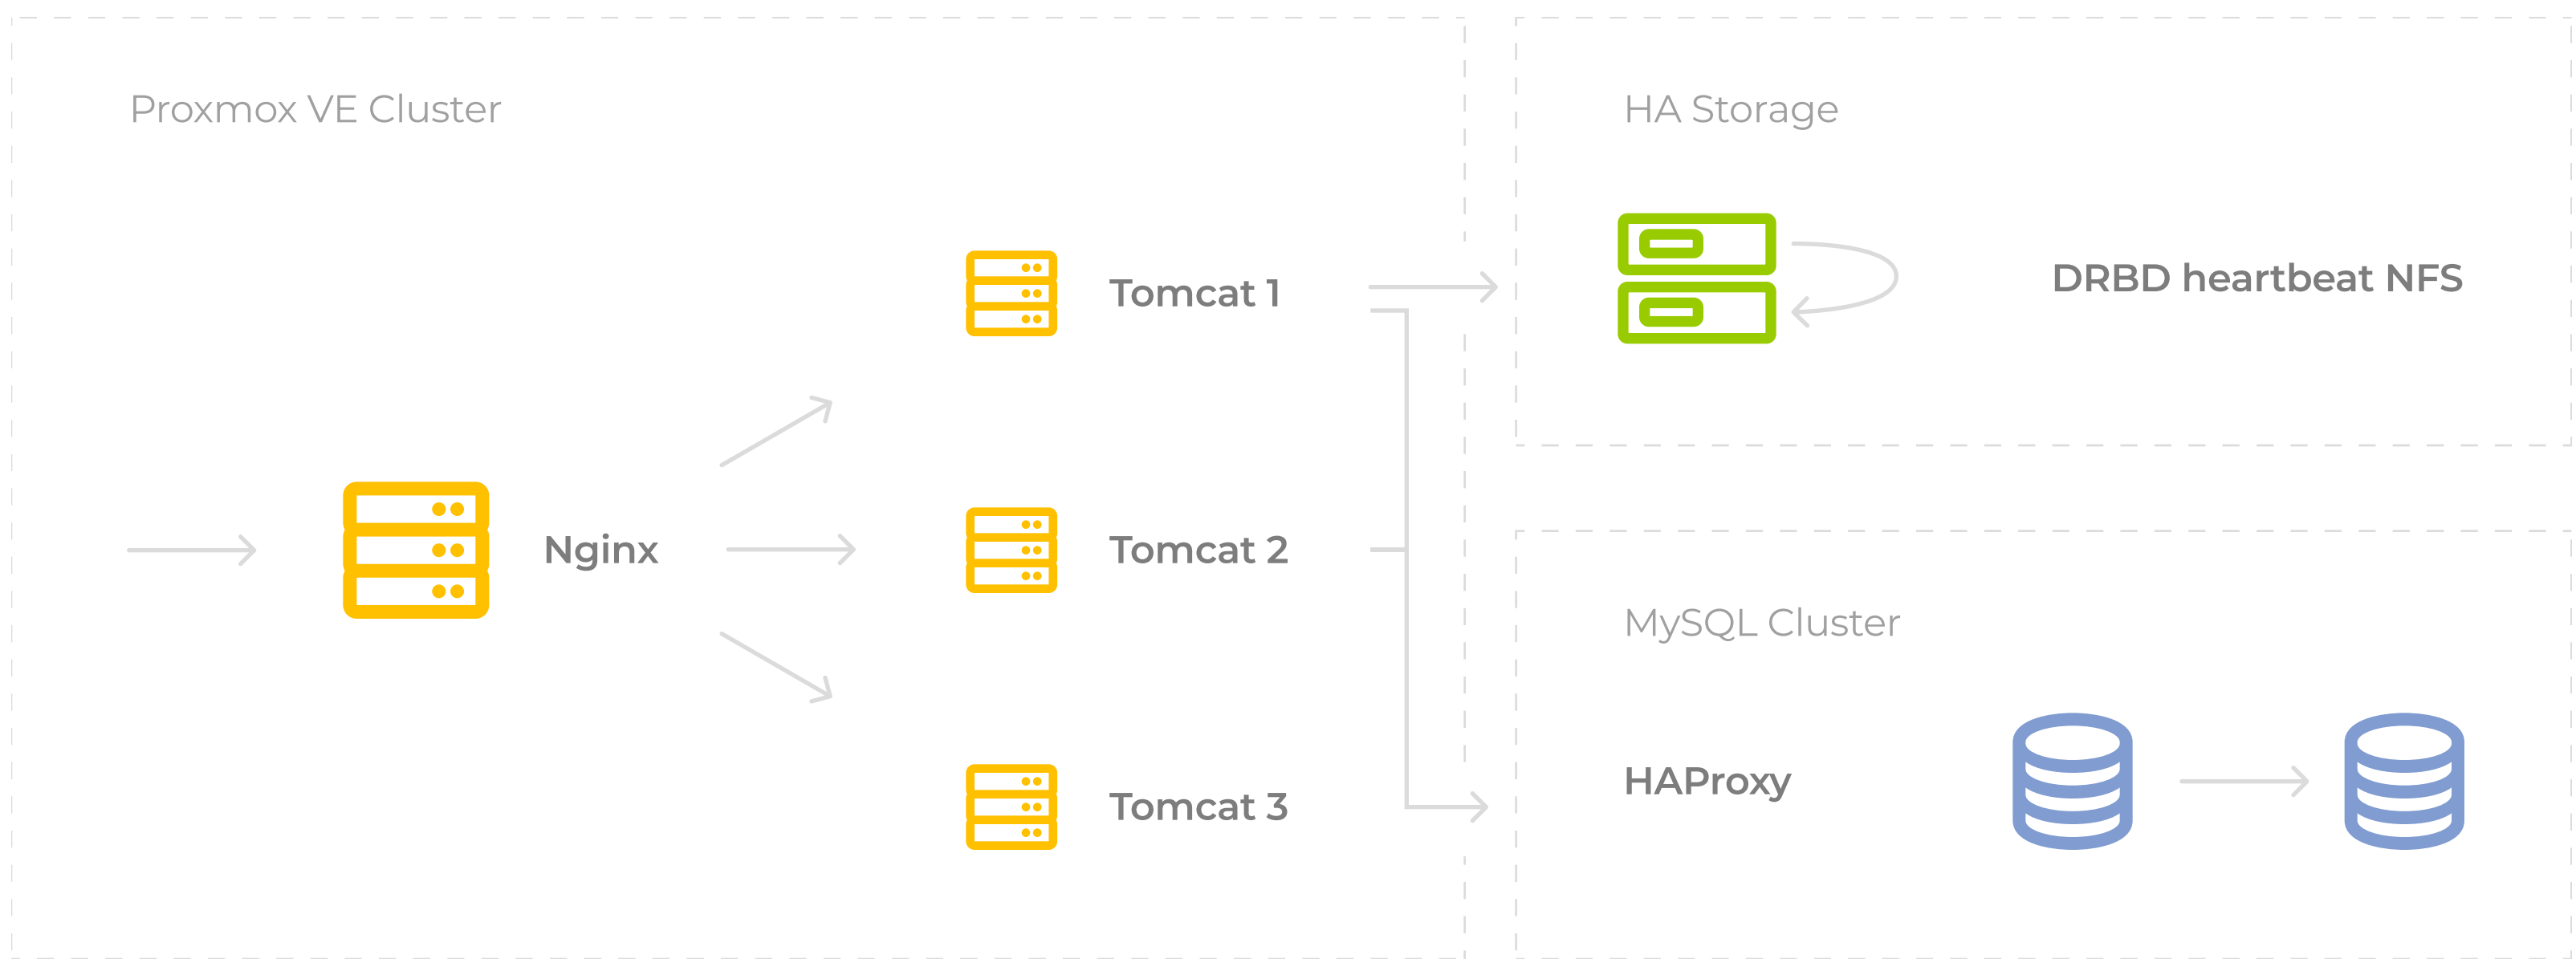 Proxmox VE Cluster
Nginx
Tomcat 1
Tomcat 2
Tomcat 3
HA Storage
DRBD heartbeat NFS
MySQL Cluster
HAProxy